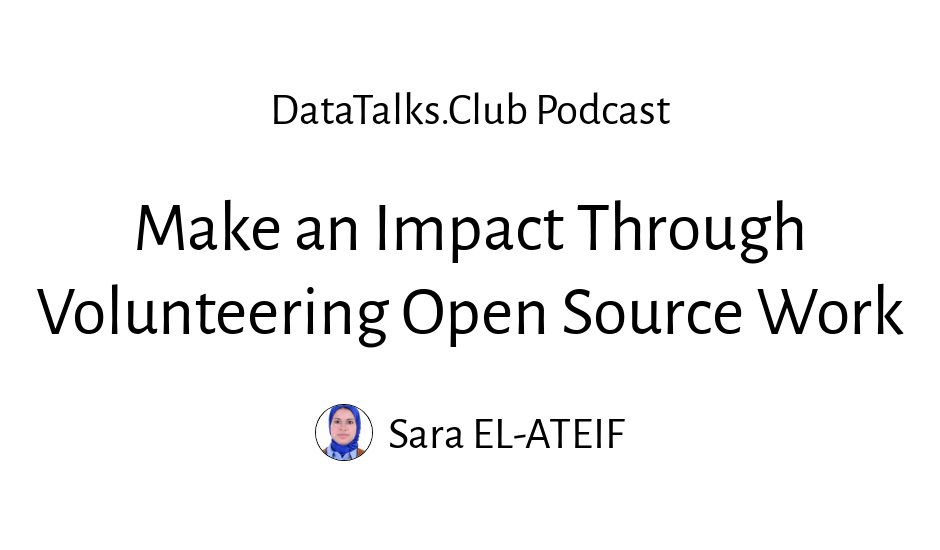 DataTalks.Club Podcast
Make an Impact Through
Volunteering Open Source Work
Sara EL-ATEIF